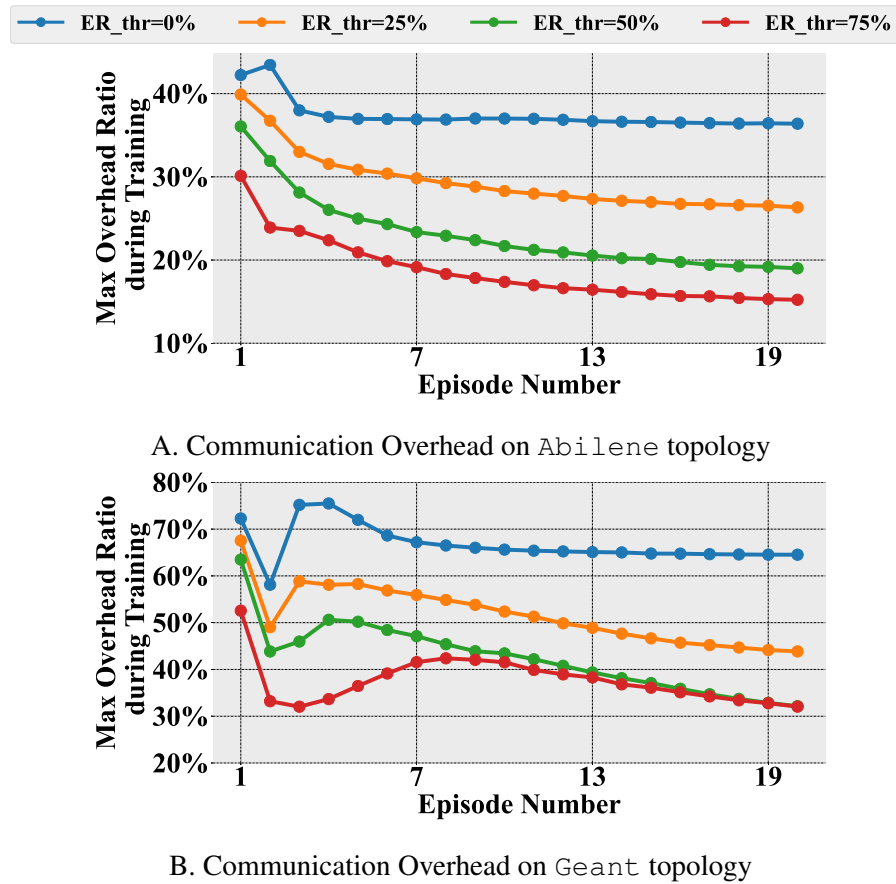 ER_thr=0% ER_thr=25% ER_thr=50% ER_thr=75%
Max Overhead Ratio
during Training
40%
30%
20%
10%
1 7 13 19
Episode Number
A. Communication Overhead on Abilene topology
Max Overhead Ratio
during Training
80%
70%
60%
50%
40%
30%
20%
1 7 13 19
Episode Number
B. Communication Overhead on Geant topology